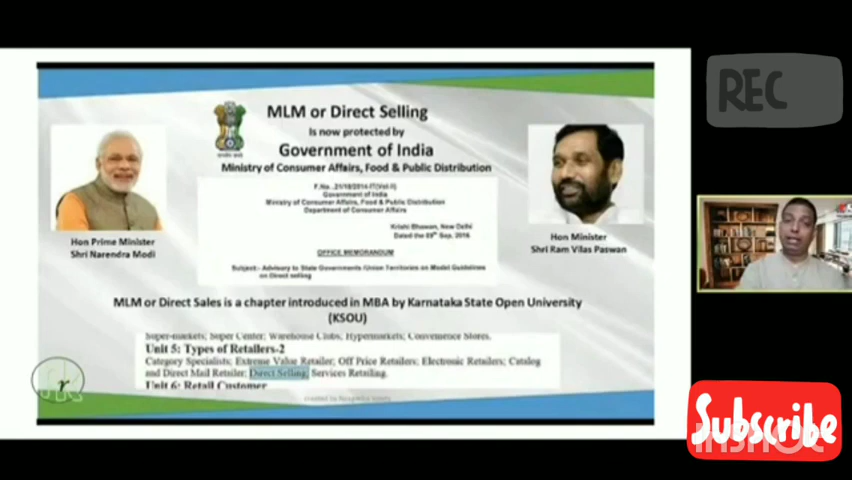 MLM or Direct Selling
Is now protected by
Government of India
Ministry of Consumer Affairs, Food & Public Distribution
Government of India
Ministry of Consumer Affairs, Food & Public Distribution
Department of Consumer Affairs
Krishi Bhawan, New Delhi
Dated the 09th Sep, 2016
OFFICE MEMORANDUM
Subject:- Advisory to State Governments /Union Territories on Model Guidelines
on Direct selling
Hon Prime Minister
Shri Narendra Modi
Hon Minister
Shri Ram Vilas Paswan
MLM or Direct Sales is a chapter introduced in MBA by Karnataka State Open University
(KSOU)
Super-markets; Super Center; Warehouse Clubs, Hypermarkets; Convenience Stores.
Unit 5: Types of Retailers-2
Category Specialists; Extreme Value Retailer; Off Price Retailers; Electronic Retailers; Catalog
and Direct Mail Retailer; Direct Selling; Services Retailing.
Unit 6: Retail Customer
REC
Subscribe
INSHOT